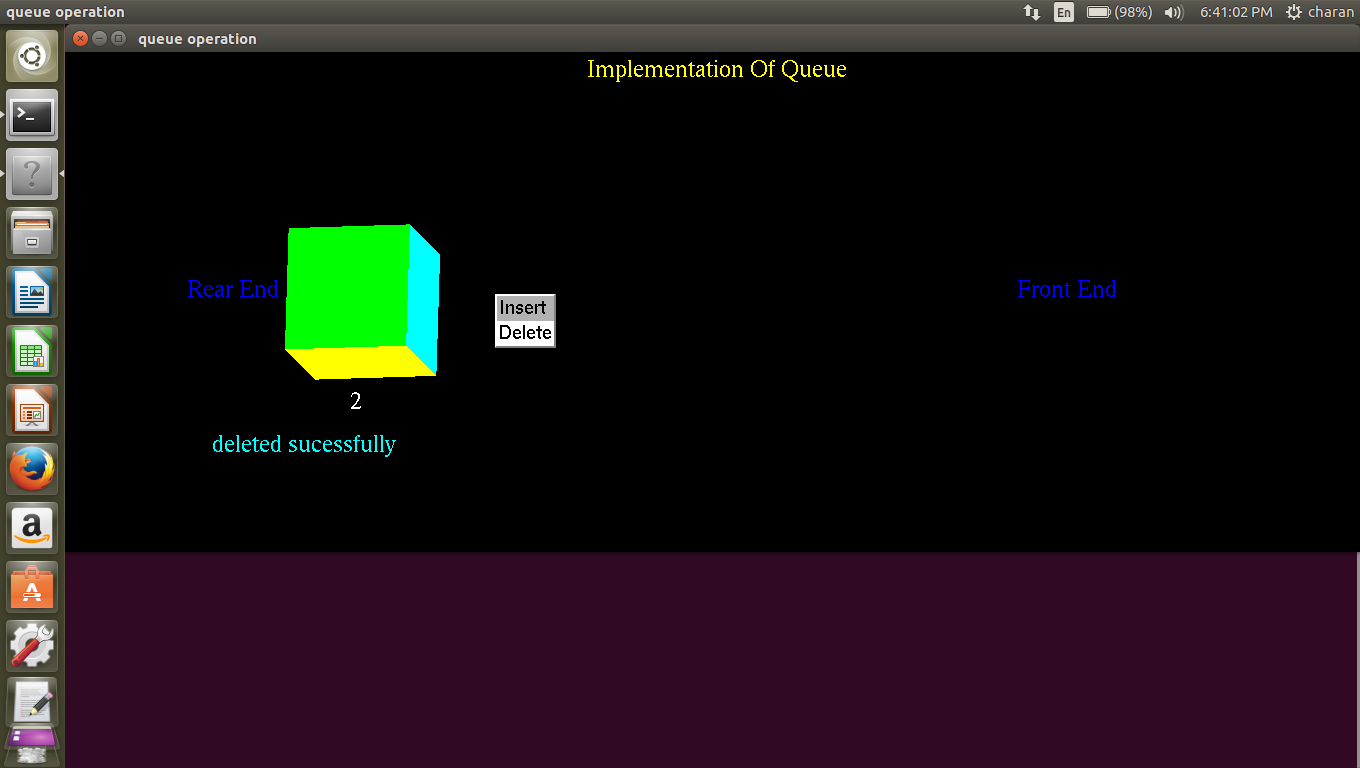 queue operation
En (98%) 6:41:02 PM charan
queue operation
Implementation Of Queue
Rear End
Front End
Insert
Delete
2
deleted sucessfully